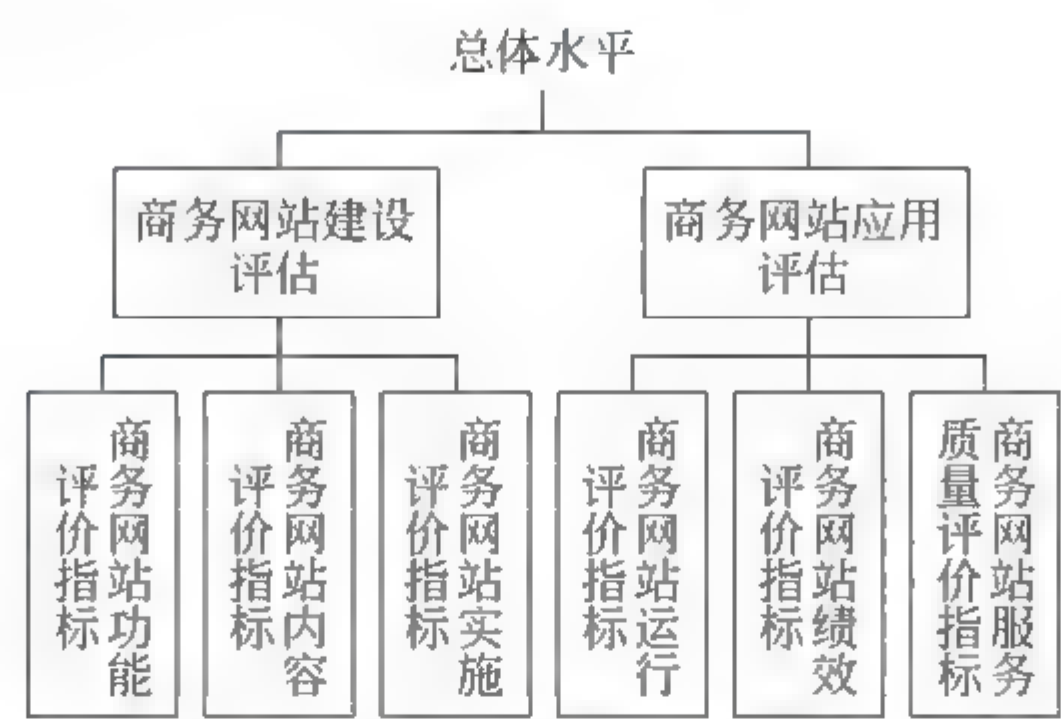 总体水平
商务网站建设
评估
商务网站应用
评估
商务网站功能
评价指标
商务网站内容
评价指标
商务网站实施
评价指标
商务网站运行
评价指标
商务网站绩效
评价指标
商务网站服务
质量评价指标